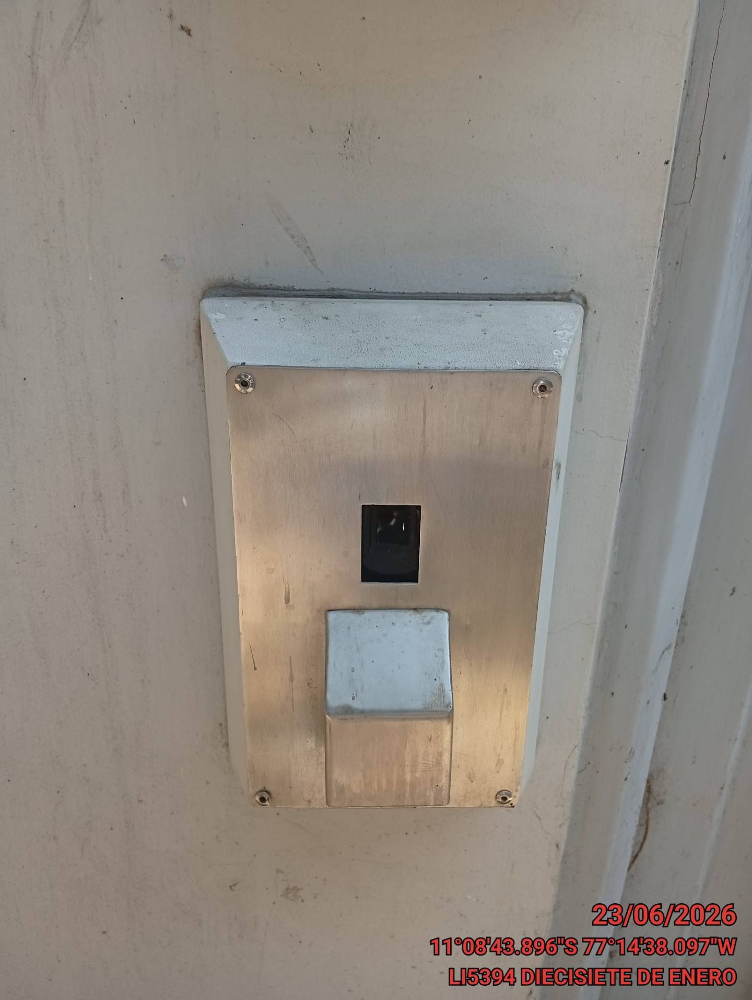 23/06/2026
11°08'43.896"S 77°14'38.097"W
LI5394 DIECISIETE DE ENERO